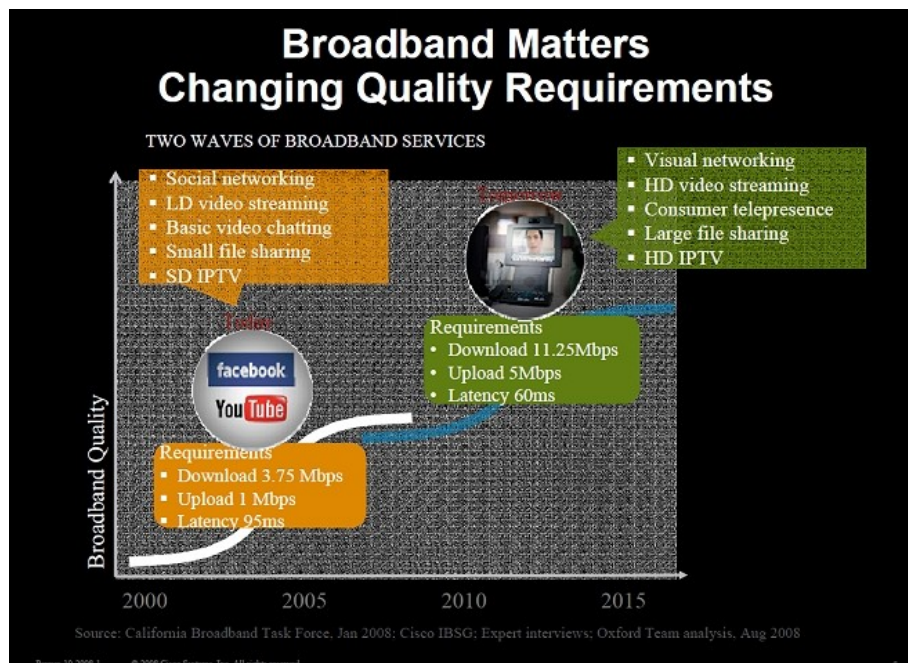 Broadband Matters
Changing Quality Requirements
TWO WAVES OF BROADBAND SERVICES
▪ Social networking
▪ LD video streaming
▪ Basic video chatting
▪ Small file sharing
▪ SD IPTV
Tomorrow
▪ Visual networking
▪ HD video streaming
▪ Consumer telepresence
▪ Large file sharing
▪ HD IPTV
Today
facebook
YouTube
Requirements
• Download 11.25Mbps
• Upload 5Mbps
• Latency 60ms
Requirements
▪ Download 3.75 Mbps
▪ Upload 1 Mbps
▪ Latency 95ms
Broadband Quality
2000 2005 2010 2015
Source: California Broadband Task Force, Jan 2008; Cisco IBSG; Expert interviews; Oxford Team analysis, Aug 2008